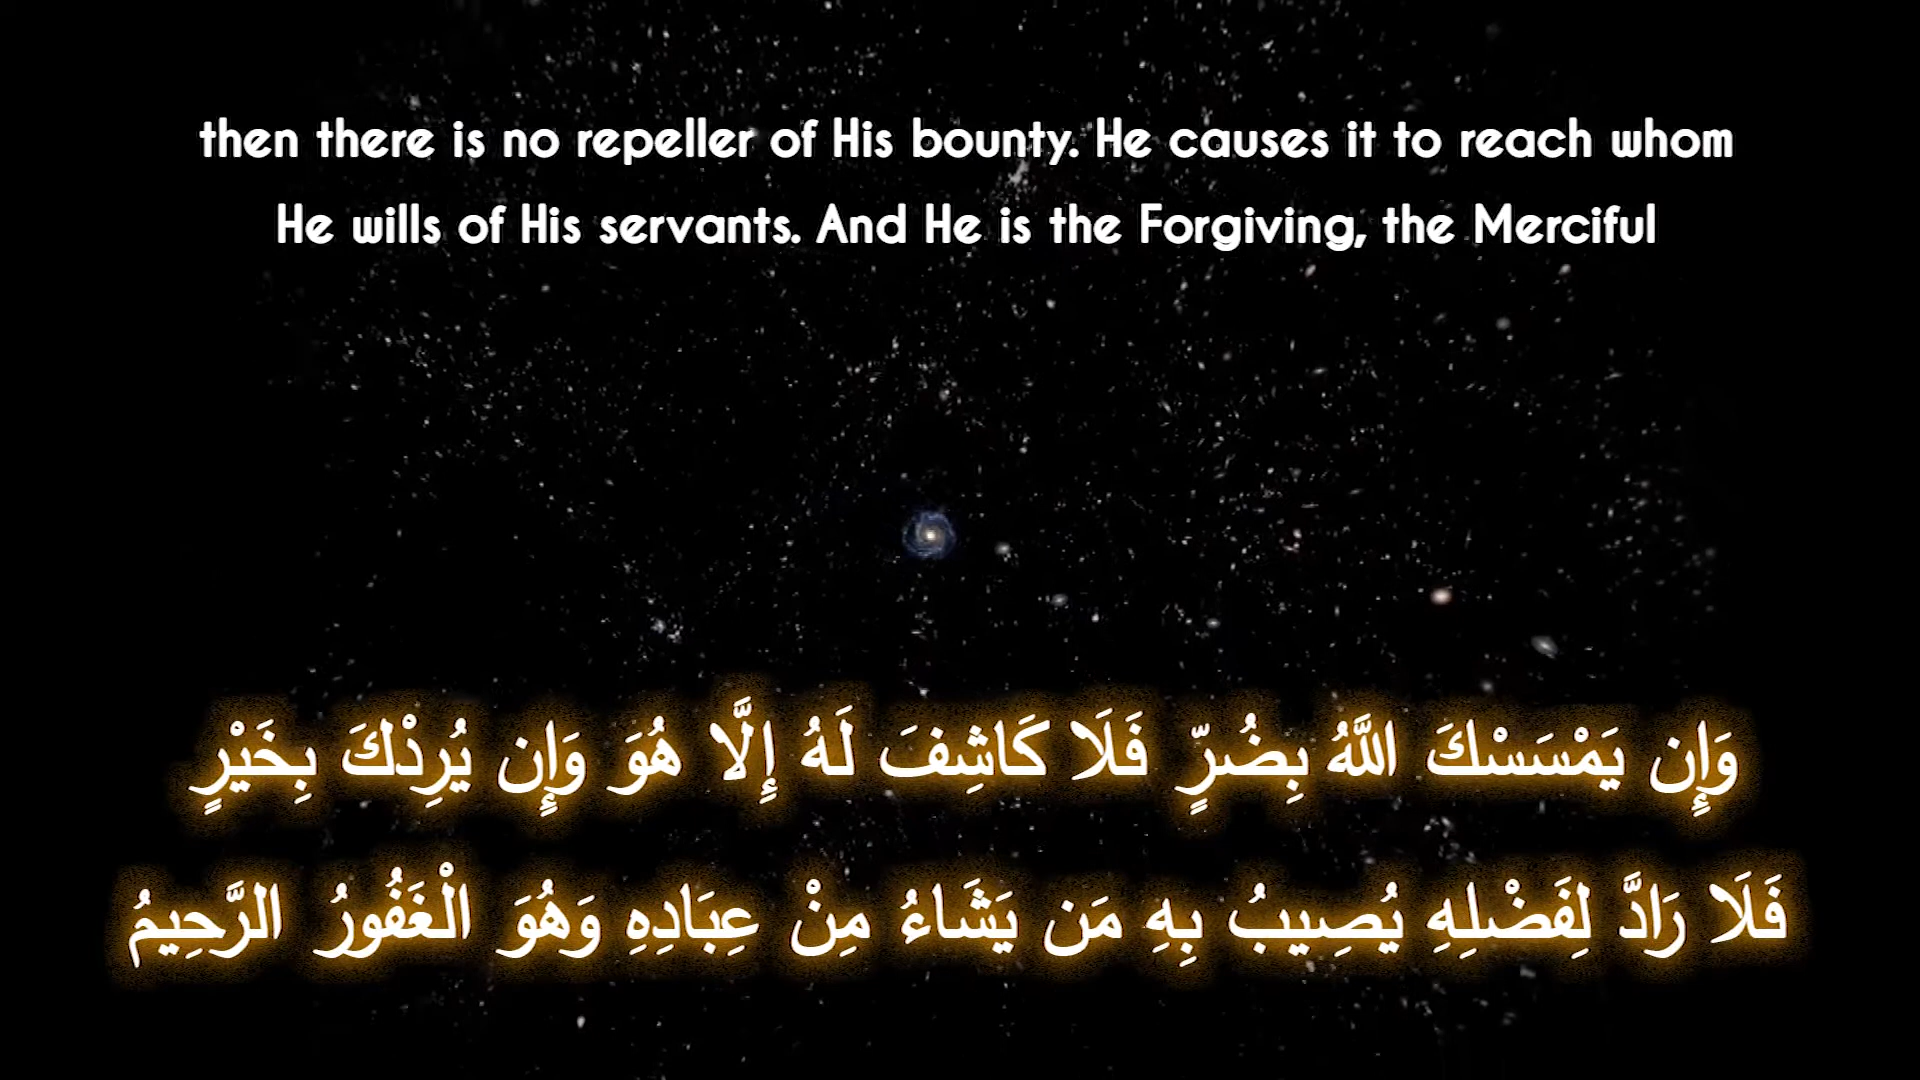 then there is no repeller of His bounty. He causes it to reach whom
He wills of His servants. And He is the Forgiving, the Merciful
وَإِن يَمْسَسْكَ اللَّهُ بِضُرٍّ فَلَا كَاشِفَ لَهُ إِلَّا هُوَ وَإِن يُرِدْكَ بِخَيْرٍ
فَلَا رَادَّ لِفَضْلِهِ يُصِيبُ بِهِ مَن يَشَاءُ مِنْ عِبَادِهِ وَهُوَ الْغَفُورُ الرَّحِيمُ